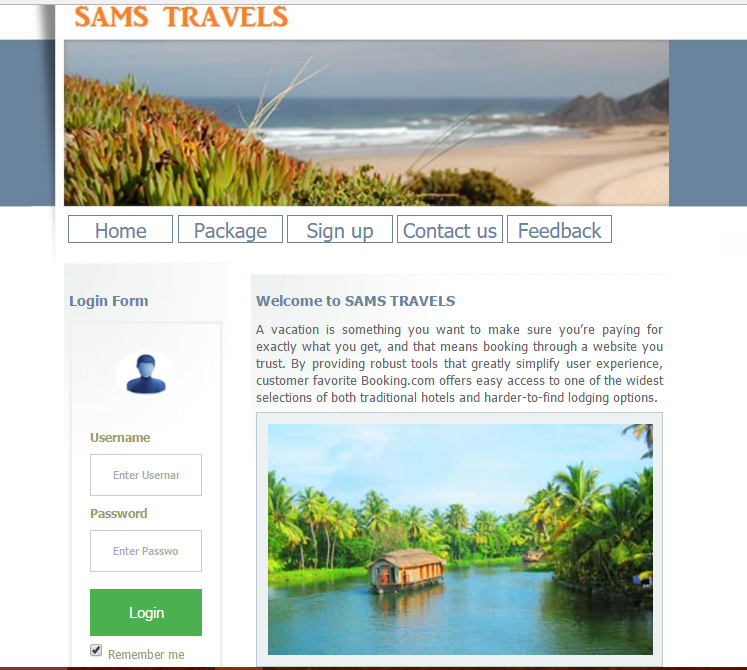 SAMS TRAVELS
Home Package Sign up Contact us Feedback
Login Form
Username
Enter Usernar
Password
Enter Passwo
Login
Remember me
Welcome to SAMS TRAVELS
A vacation is something you want to make sure you’re paying for
exactly what you get, and that means booking through a website you
trust. By providing robust tools that greatly simplify user experience,
customer favorite Booking.com offers easy access to one of the widest
selections of both traditional hotels and harder-to-find lodging options.